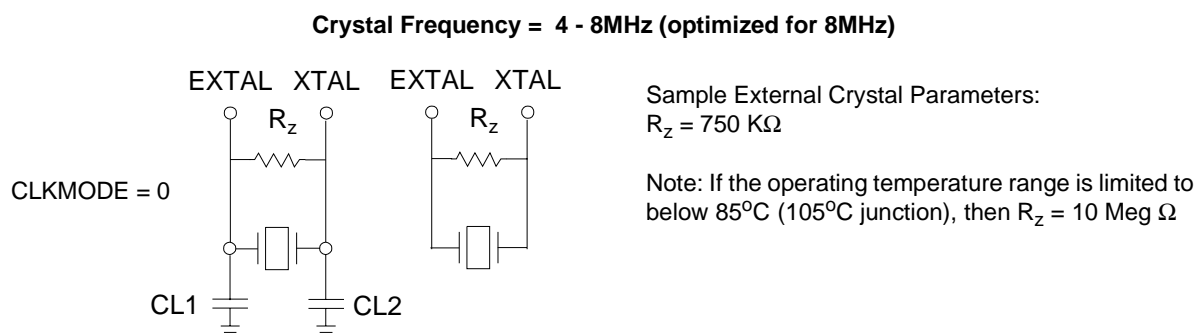 Crystal Frequency = 4 - 8MHz (optimized for 8MHz)
EXTAL XTAL EXTAL XTAL
Rz Rz
Sample External Crystal Parameters:
Rz = 750 KΩ
CLKMODE = 0
Note: If the operating temperature range is limited to
below 85oC (105oC junction), then Rz = 10 Meg Ω
CL1 CL2